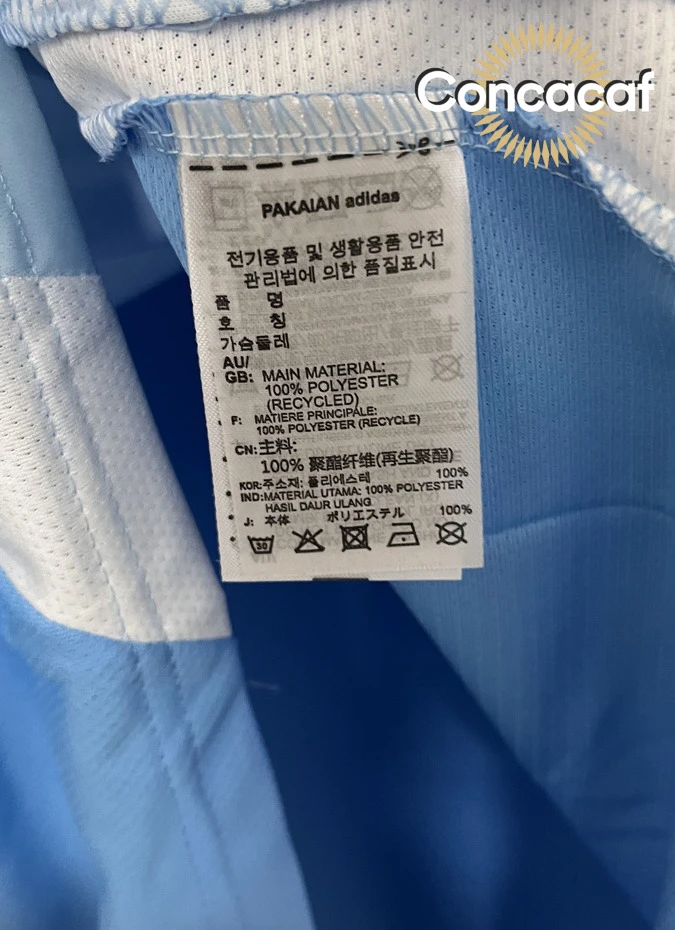 Concacaf
PAKAIAN adidas
전기용품 및 생활용품 안전
관리법에 의한 품질표시
품 명
호 칭
가슴둘레
AU/
GB: MAIN MATERIAL:
100% POLYESTER
(RECYCLED)
F: MATIERE PRINCIPALE:
100% POLYESTER (RECYCLE)
CN:主料:
100% 聚酯纤维(再生聚酯)
KOR:주소재: 폴리에스테 100%
IND:MATERIAL UTAMA: 100% POLYESTER
HASIL DAUR ULANG
J: 本体 ポリエステル 100%
30